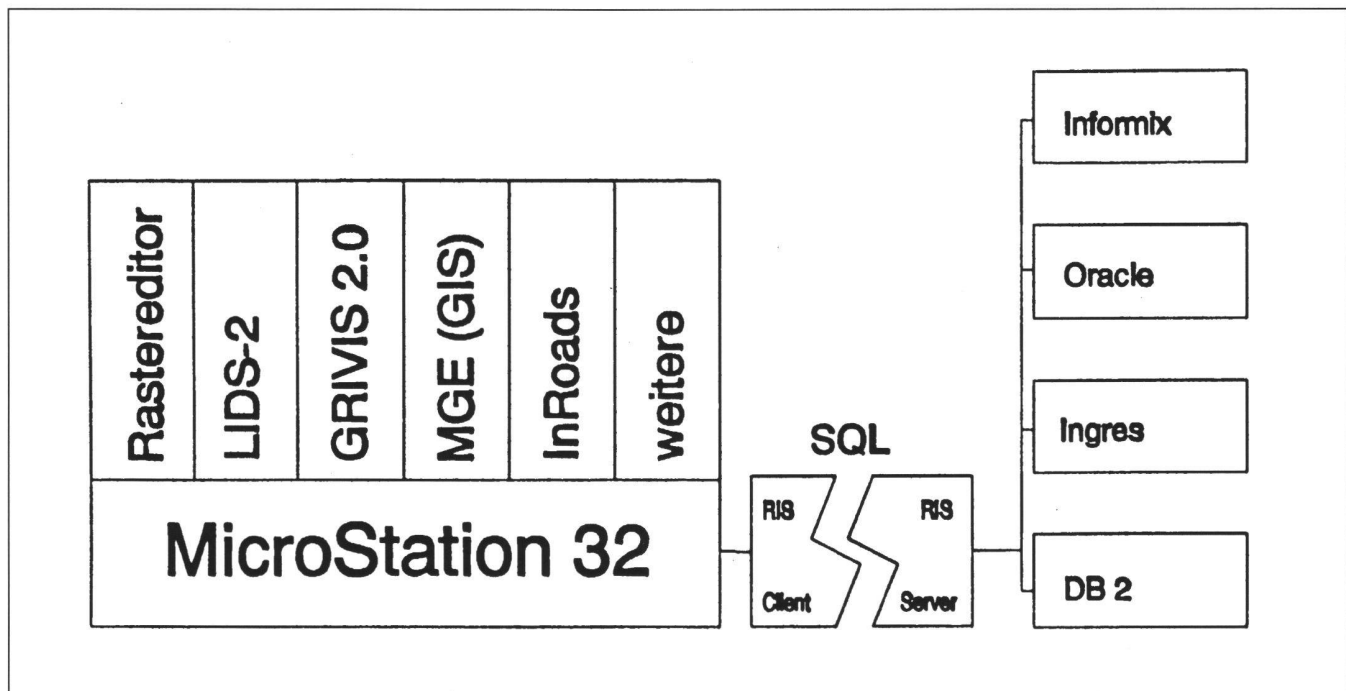 Rastereditor
LIDS-2
GRIVIS 2.0
MGE (GIS)
InRoads
weitere
MicroStation 32
SQL
RIS
Client
RIS
Server
Informix
Oracle
Ingres
DB 2